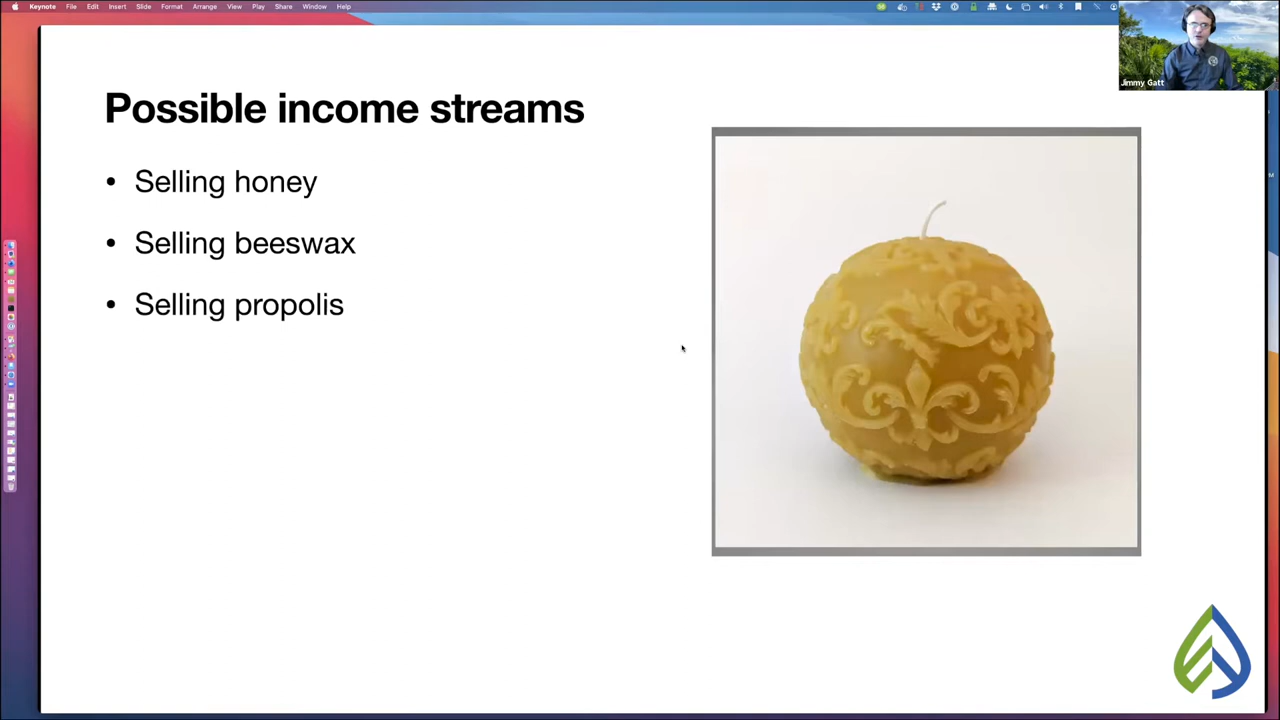 Keynote File Edit Insert Slide Format Arrange View Play Share Window Help
Jimmy Gatt
Possible income streams
• Selling honey
• Selling beeswax
• Selling propolis